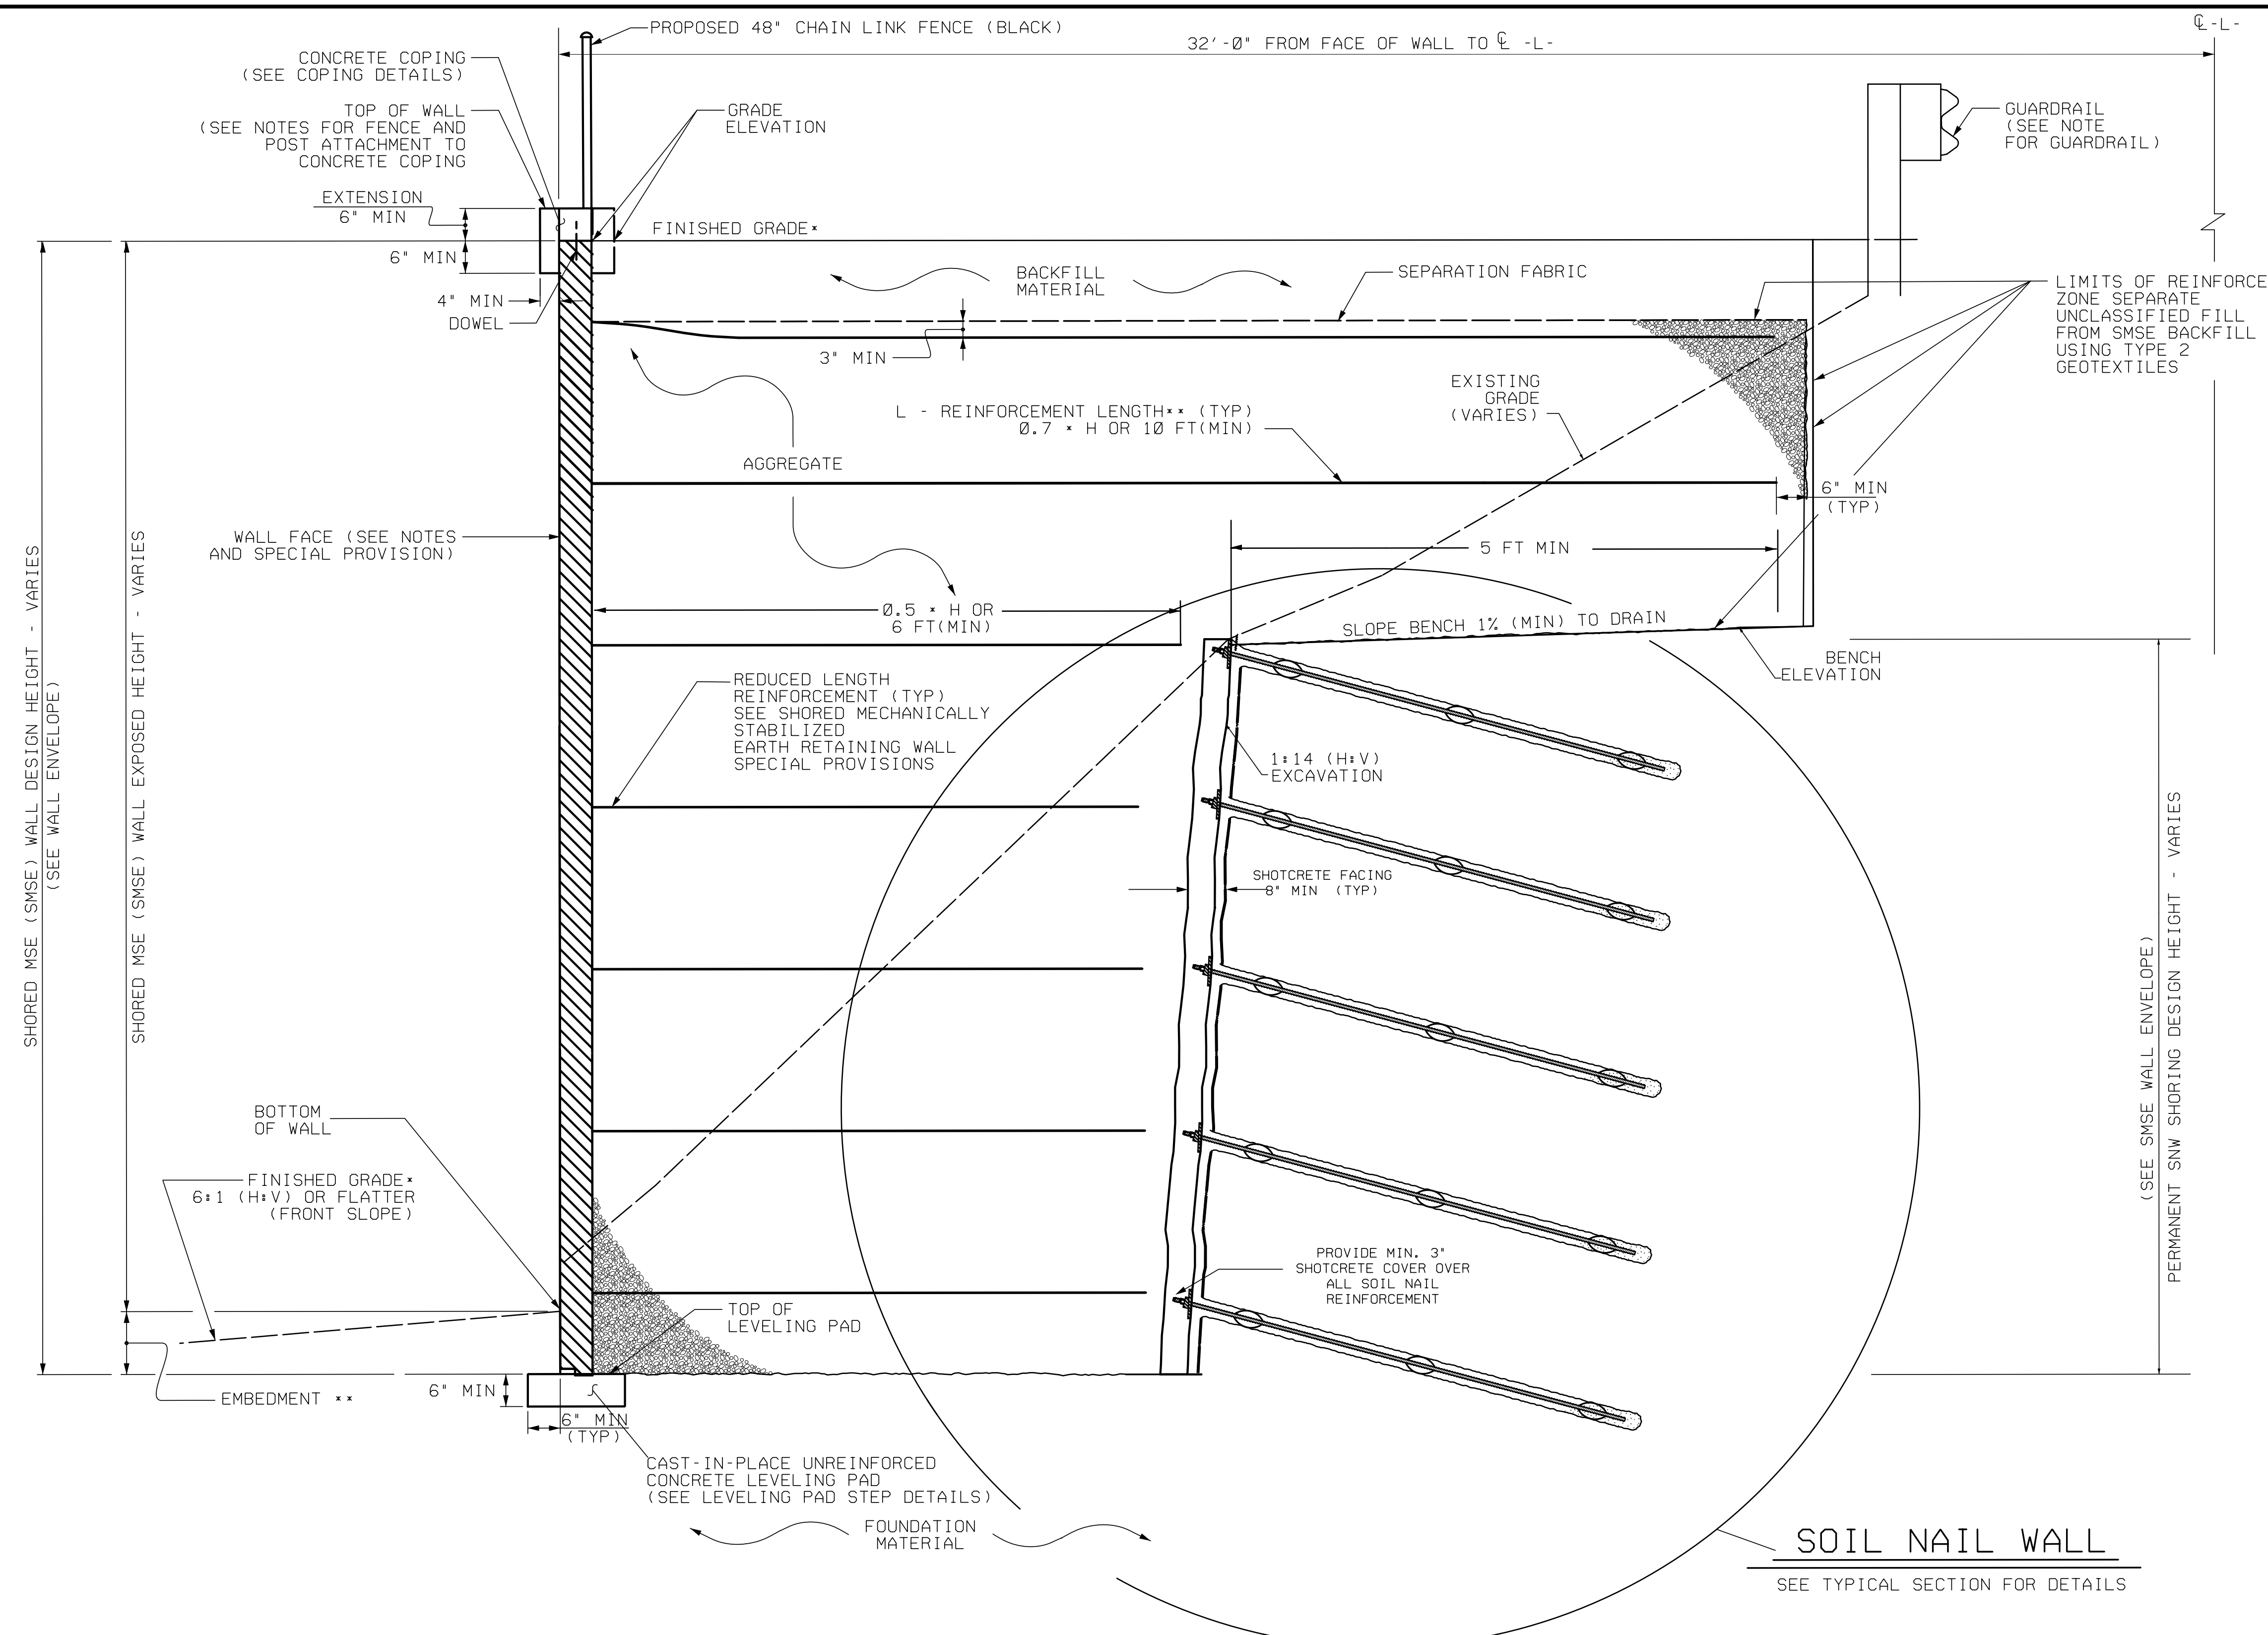 PROPOSED 48" CHAIN LINK FENCE (BLACK)
℄ -L-
32'-0" FROM FACE OF WALL TO ℄ -L-
CONCRETE COPING
(SEE COPING DETAILS)
TOP OF WALL
(SEE NOTES FOR FENCE AND
POST ATTACHMENT TO
CONCRETE COPING
GRADE
ELEVATION
GUARDRAIL
(SEE NOTE
FOR GUARDRAIL)
EXTENSION
6" MIN
6" MIN
4" MIN
DOWEL
FINISHED GRADE*
BACKFILL
MATERIAL
SEPARATION FABRIC
LIMITS OF REINFORCE
ZONE SEPARATE
UNCLASSIFIED FILL
FROM SMSE BACKFILL
USING TYPE 2
GEOTEXTILES
3" MIN
EXISTING
GRADE
(VARIES)
L - REINFORCEMENT LENGTH** (TYP)
0.7 * H OR 10 FT(MIN)
AGGREGATE
6" MIN
(TYP)
WALL FACE (SEE NOTES
AND SPECIAL PROVISION)
5 FT MIN
0.5 * H OR
6 FT(MIN)
SLOPE BENCH 1% (MIN) TO DRAIN
BENCH
ELEVATION
REDUCED LENGTH
REINFORCEMENT (TYP)
SEE SHORED MECHANICALLY
STABILIZED
EARTH RETAINING WALL
SPECIAL PROVISIONS
1:14 (H:V)
EXCAVATION
SHOTCRETE FACING
8" MIN (TYP)
SHORED MSE (SMSE) WALL DESIGN HEIGHT - VARIES
(SEE WALL ENVELOPE)
SHORED MSE (SMSE) WALL EXPOSED HEIGHT - VARIES
(SEE SMSE WALL ENVELOPE)
PERMANENT SNW SHORING DESIGN HEIGHT - VARIES
BOTTOM
OF WALL
FINISHED GRADE*
6:1 (H:V) OR FLATTER
(FRONT SLOPE)
PROVIDE MIN. 3"
SHOTCRETE COVER OVER
ALL SOIL NAIL
REINFORCEMENT
TOP OF
LEVELING PAD
EMBEDMENT **
6" MIN
6" MIN
(TYP)
CAST-IN-PLACE UNREINFORCED
CONCRETE LEVELING PAD
(SEE LEVELING PAD STEP DETAILS)
FOUNDATION
MATERIAL
SOIL NAIL WALL
SEE TYPICAL SECTION FOR DETAILS